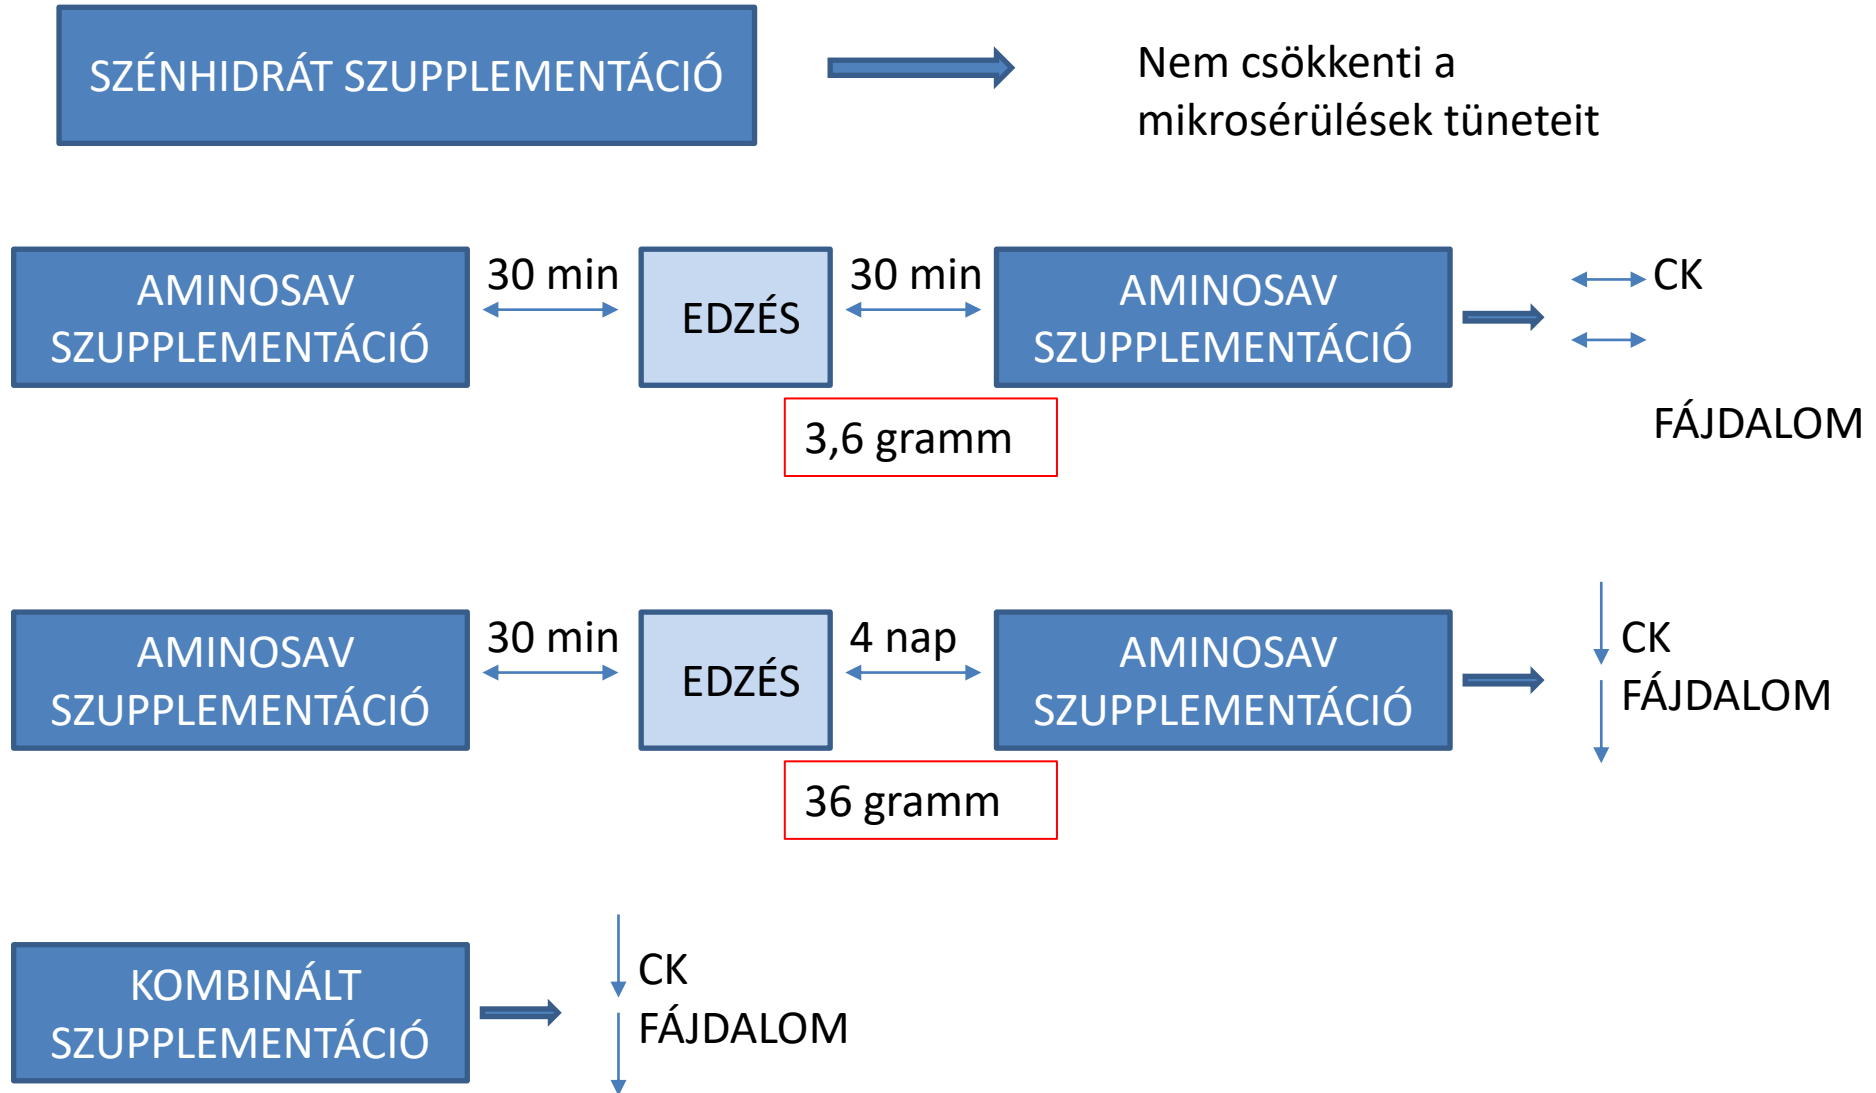 SZÉNHIDRÁT SZUPPLEMENTÁCIÓ
Nem csökkenti a
mikrosérülések tüneteit
AMINOSAV
SZUPPLEMENTÁCIÓ
30 min
EDZÉS
30 min
AMINOSAV
SZUPPLEMENTÁCIÓ
CK
FÁJDALOM
3,6 gramm
AMINOSAV
SZUPPLEMENTÁCIÓ
30 min
EDZÉS
4 nap
AMINOSAV
SZUPPLEMENTÁCIÓ
CK
FÁJDALOM
36 gramm
KOMBINÁLT
SZUPPLEMENTÁCIÓ
CK
FÁJDALOM